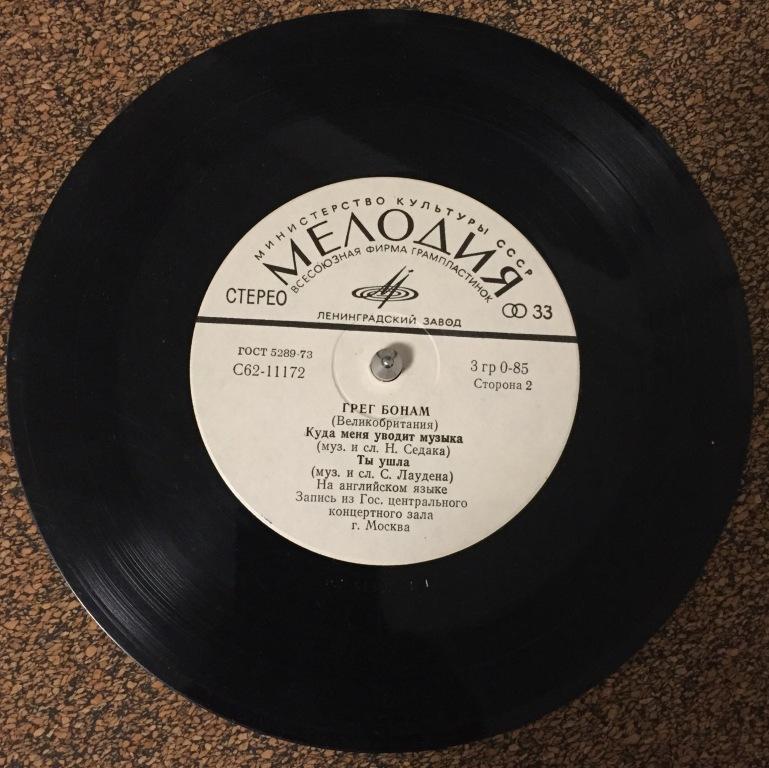 МИНИСТЕРСТВО КУЛЬТУРЫ СССР
МЕЛОДИЯ
ВСЕСОЮЗНАЯ ФИРМА ГРАМПЛАСТИНОК
СТЕРЕО
33
ЛЕНИНГРАДСКИЙ ЗАВОД
ГОСТ 5289-73
С62-11172
3 гр 0-85
Сторона 2
ГРЕГ БОНАМ
(Великобритания)
Куда меня уводит музыка
(муз. и сл. Н. Седака)
Ты ушла
(муз. и сл. С. Лаудена)
На английском языке
Запись из Гос. центрального
концертного зала
г. Москва